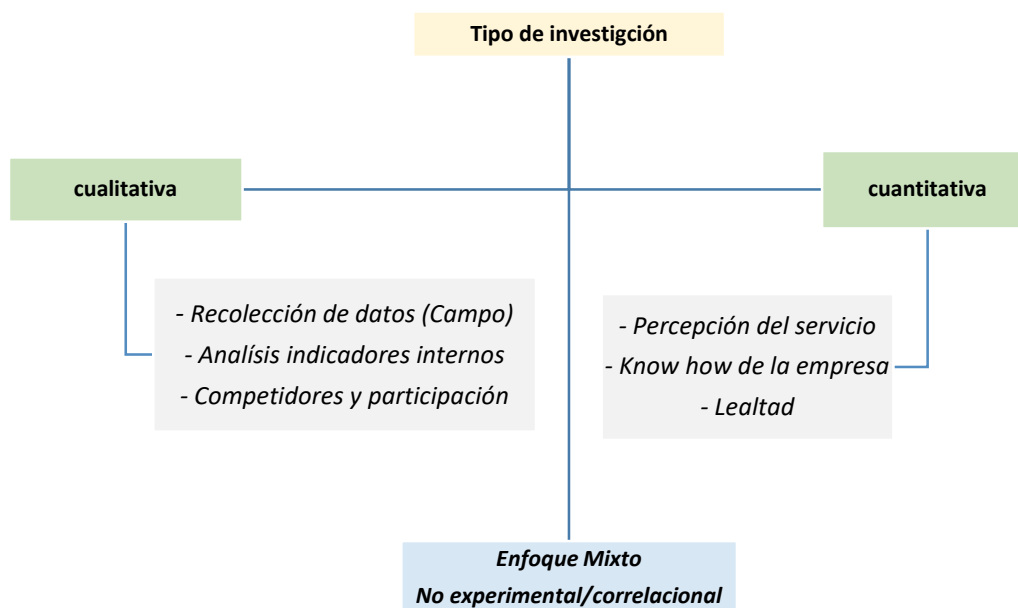 Tipo de investigción
cualitativa
cuantitativa
- Recolección de datos (Campo)
- Analísis indicadores internos
- Competidores y participación
- Percepción del servicio
- Know how de la empresa
- Lealtad
Enfoque Mixto
No experimental/correlacional